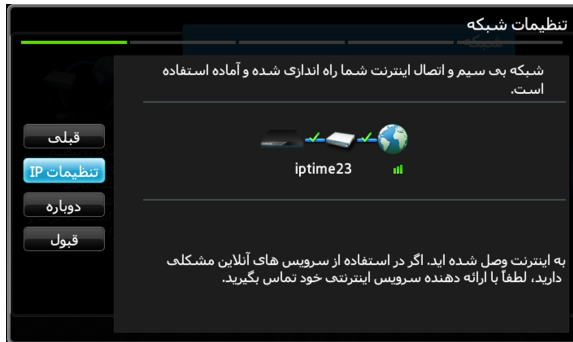 تنظیمات شبکه
شبکه
شبکه بی سیم و اتصال اینترنت شما راه اندازی شده و آماده استفاده
است.
iptime23
قبلی
تنظیمات IP
دوباره
قبول
به اینترنت وصل شده اید. اگر در استفاده از سرویس های آنلاین مشکلی
دارید، لطفاً با ارائه دهنده سرویس اینترنتی خود تماس بگیرید.